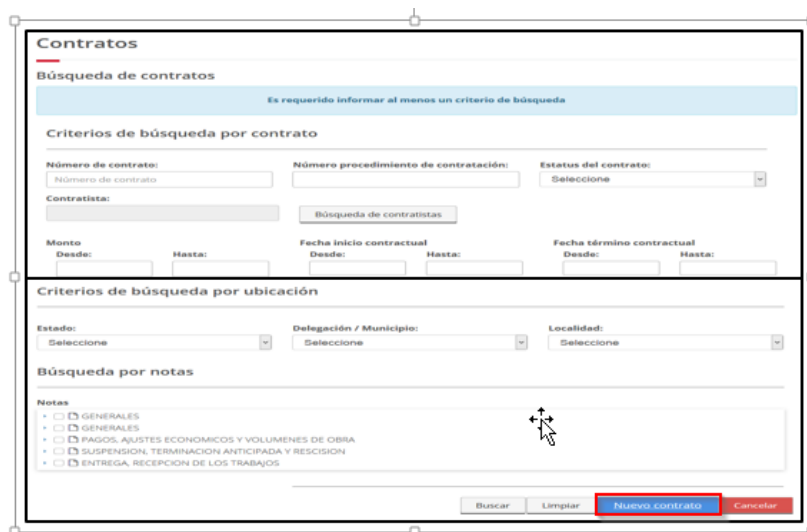 Contratos
Búsqueda de contratos
Es requerido informar al menos un criterio de búsqueda
Criterios de búsqueda por contrato
Número de contrato: Número procedimiento de contratación: Estatus del contrato:
Número de contrato Seleccione
Contratista:
Búsqueda de contratistas
Monto Fecha inicio contractual Fecha término contractual
Desde: Hasta: Desde: Hasta: Desde: Hasta:
Criterios de búsqueda por ubicación
Estado: Delegación / Municipio: Localidad:
Seleccione Seleccione Seleccione
Búsqueda por notas
Notas
GENERALES
GENERALES
PAGOS, AJUSTES ECONOMICOS Y VOLUMENES DE OBRA
SUSPENSION, TERMINACION ANTICIPADA Y RESCISION
ENTREGA, RECEPCION DE LOS TRABAJOS
Buscar Limpiar Nuevo contrato Cancelar